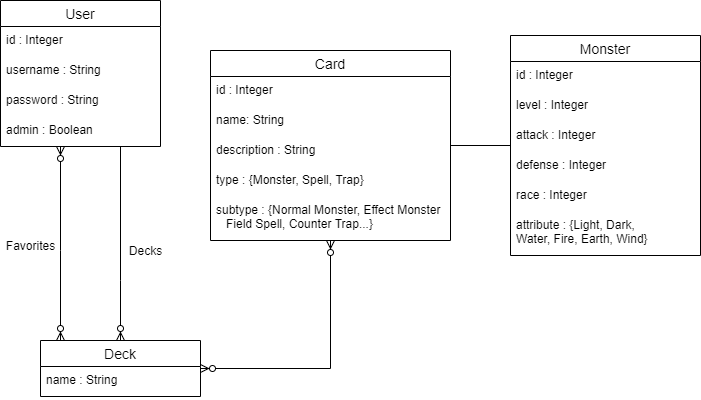 User
id : Integer
username : String
password : String
admin : Boolean
Card
id : Integer
name: String
description : String
type : {Monster, Spell, Trap}
subtype : {Normal Monster, Effect Monster
Field Spell, Counter Trap...}
Monster
id : Integer
level : Integer
attack : Integer
defense : Integer
race : Integer
attribute : {Light, Dark,
Water, Fire, Earth, Wind}
Favorites
Decks
Deck
name : String